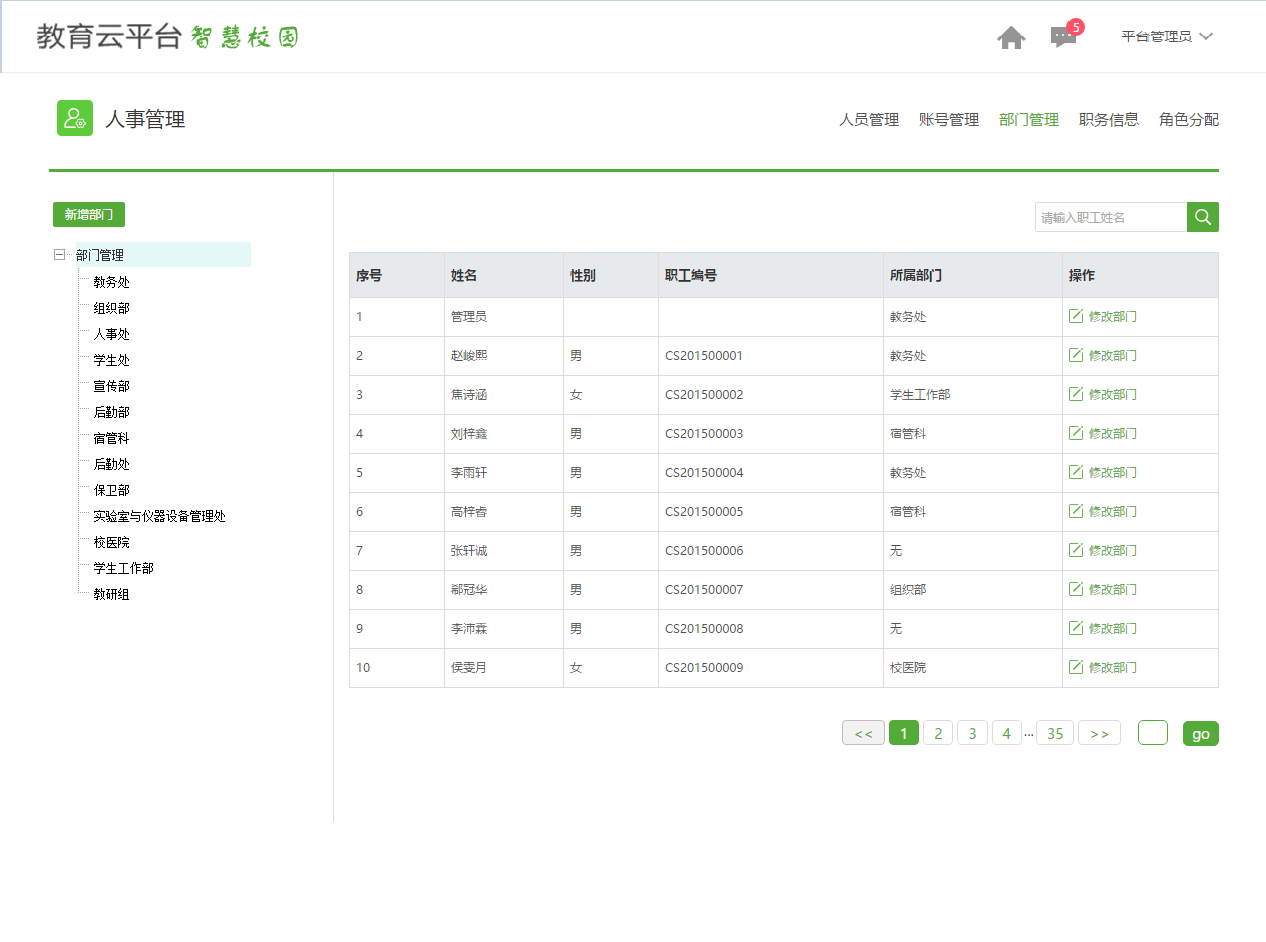 教育云平台 智慧校园
5
平台管理员
人事管理
人员管理 账号管理 部门管理 职务信息 角色分配
新增部门
请输入职工姓名
部门管理
教务处
组织部
人事处
学生处
宣传部
后勤部
宿管科
后勤处
保卫部
实验室与仪器设备管理处
校医院
学生工作部
教研组
序号 姓名 性别 职工编号 所属部门 操作
1 管理员 教务处 修改部门
2 赵峻熙 男 CS201500001 教务处 修改部门
3 焦诗涵 女 CS201500002 学生工作部 修改部门
4 刘梓鑫 男 CS201500003 宿管科 修改部门
5 李雨轩 男 CS201500004 教务处 修改部门
6 高梓睿 男 CS201500005 宿管科 修改部门
7 张轩诚 男 CS201500006 无 修改部门
8 郗冠华 男 CS201500007 组织部 修改部门
9 李沛霖 男 CS201500008 无 修改部门
10 侯雯月 女 CS201500009 校医院 修改部门
<< 1 2 3 4 ... 35 >> go